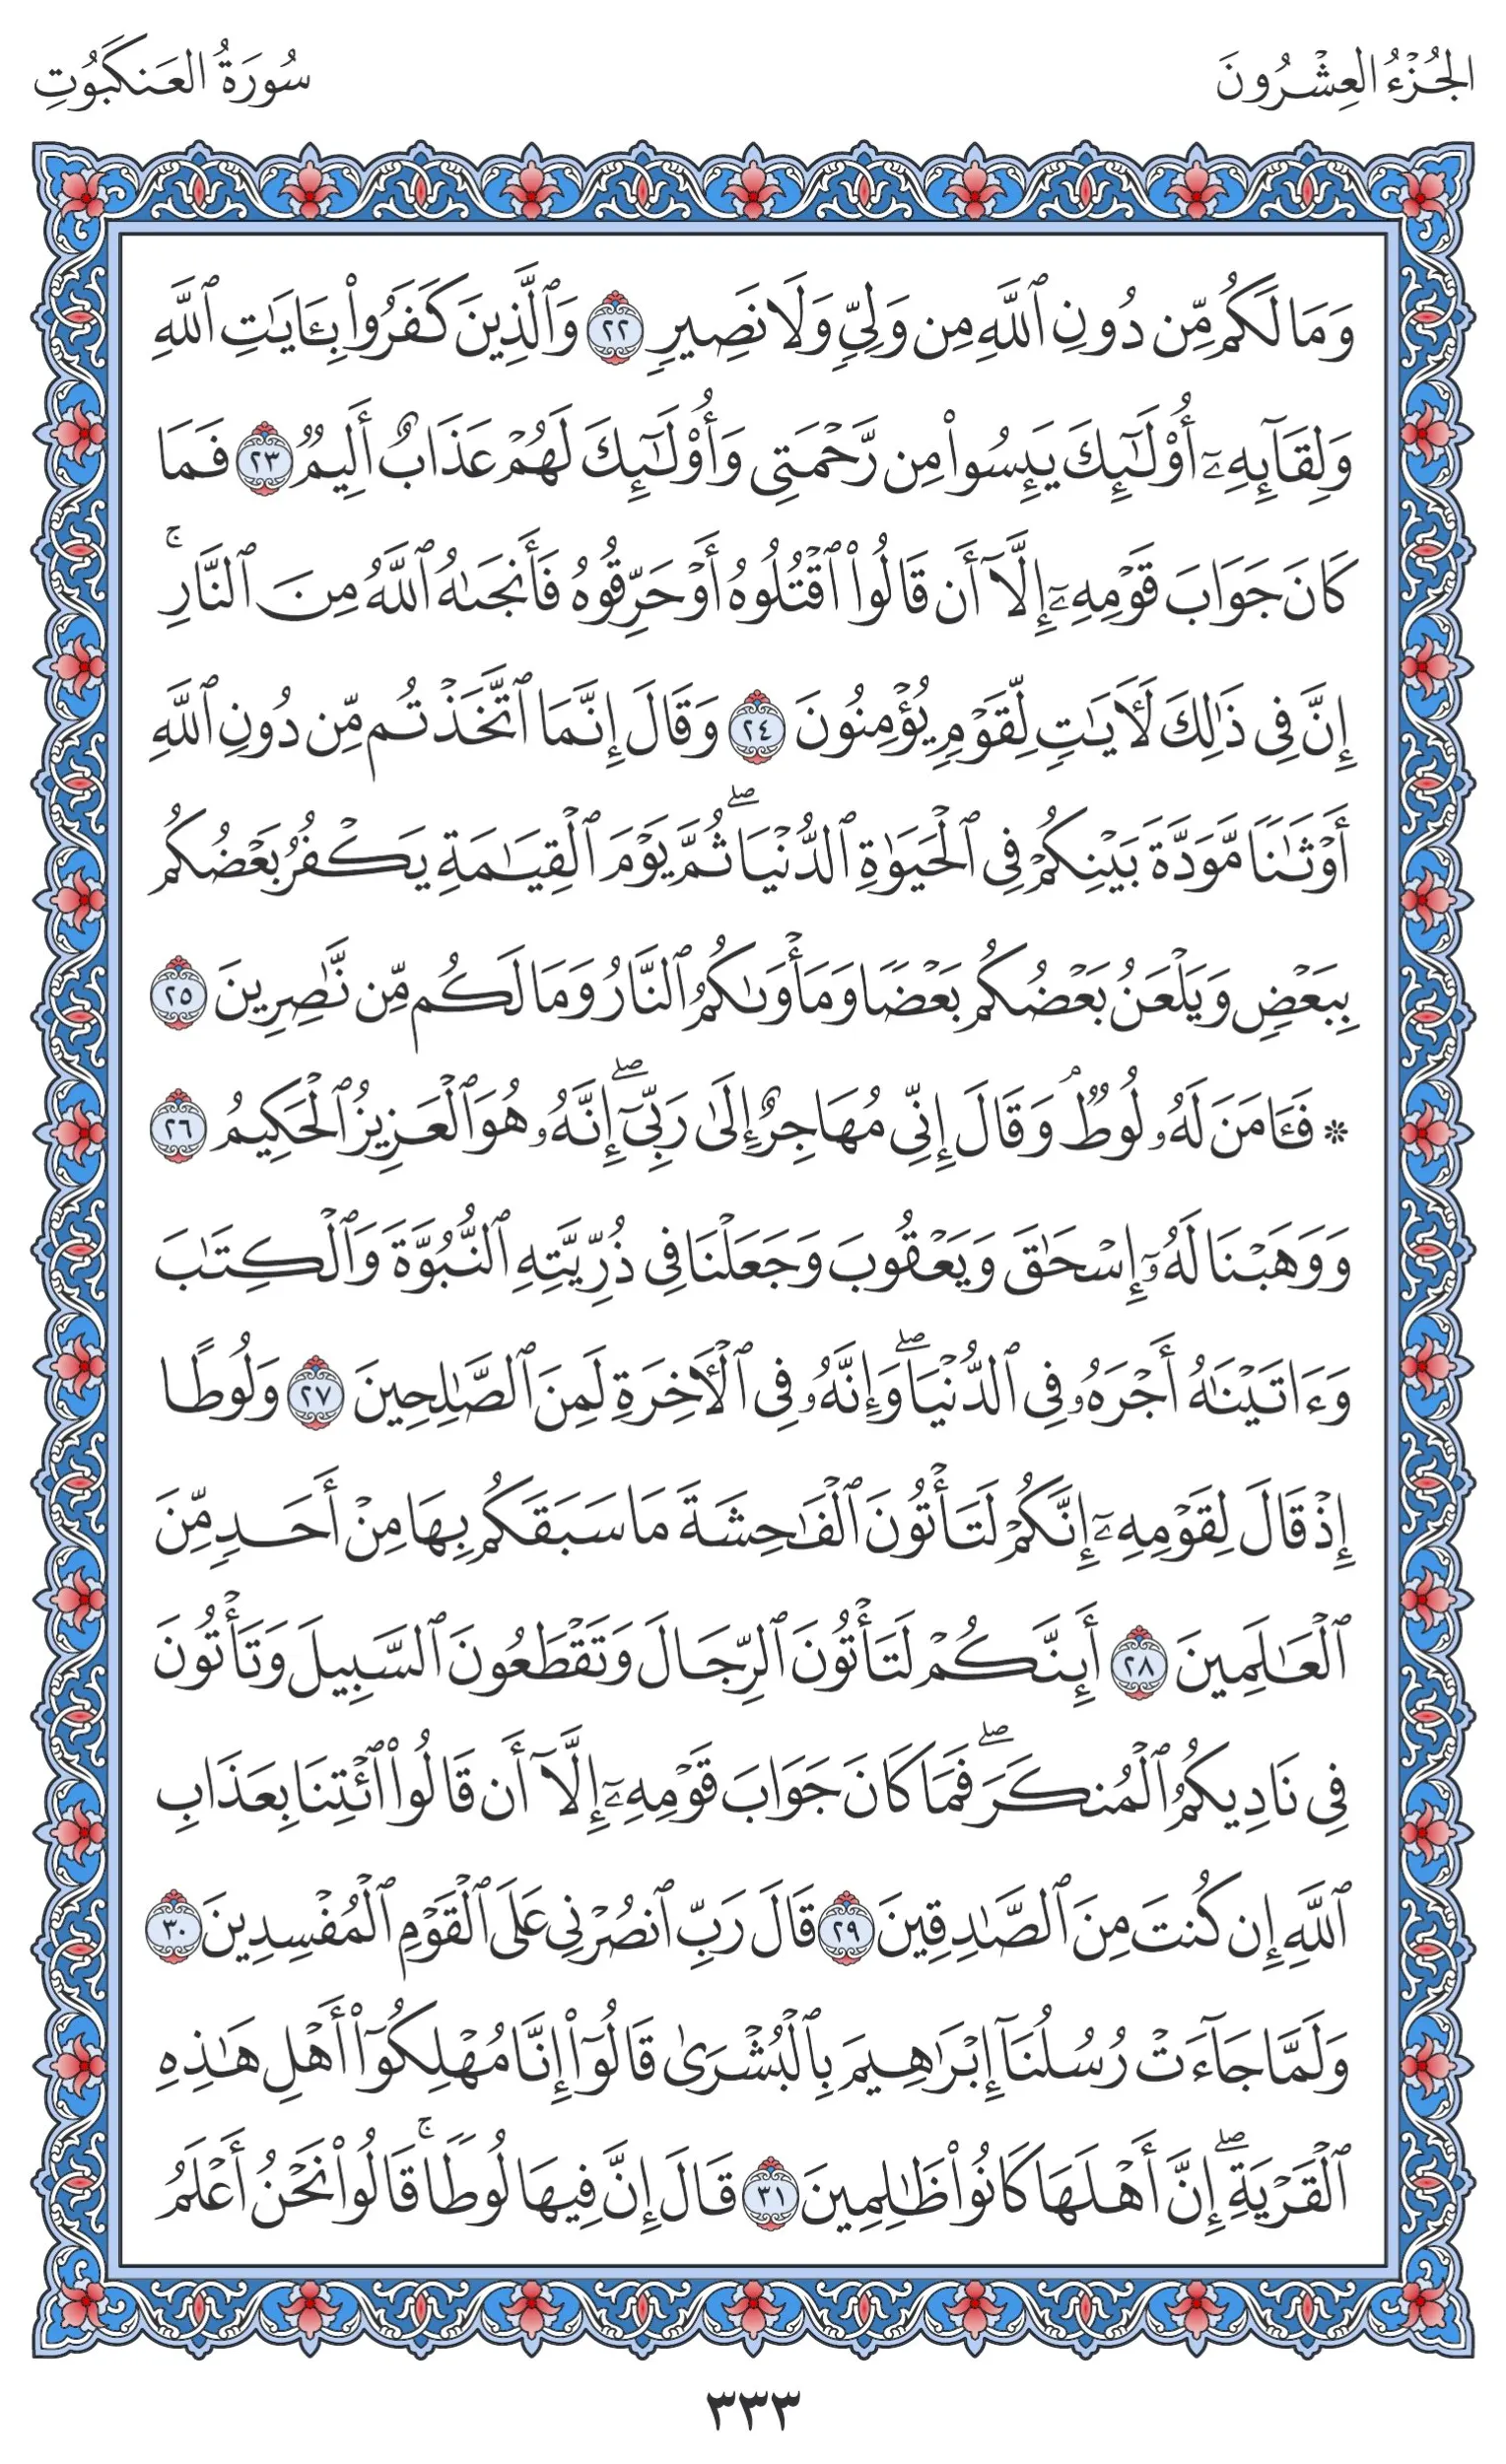 الجُزْءُ العِشْرُونَ
سُورَةُ العَنكَبُوتِ
وَمَا لَكُم مِّن دُونِ ٱللَّهِ مِن وَلِيّٖ وَلَا نَصِيرٖ ٢٢ وَٱلَّذِينَ كَفَرُواْ بِـَٔايَٰتِ ٱللَّهِ
وَلِقَآئِهِۦٓ أُوْلَٰٓئِكَ يَئِسُواْ مِن رَّحۡمَتِي وَأُوْلَٰٓئِكَ لَهُمۡ عَذَابٌ أَلِيمٞ ٢٣ فَمَا
كَانَ جَوَابَ قَوۡمِهِۦٓ إِلَّآ أَن قَالُواْ ٱقۡتُلُوهُ أَوۡ حَرِّقُوهُ فَأَنجَىٰهُ ٱللَّهُ مِنَ ٱلنَّارِۚ
إِنَّ فِي ذَٰلِكَ لَأٓيَٰتٖ لِّقَوۡمٖ يُؤۡمِنُونَ ٢٤ وَقَالَ إِنَّمَا ٱتَّخَذۡتُم مِّن دُونِ ٱللَّهِ
أَوۡثَٰنٗا مَّوَدَّةَ بَيۡنِكُمۡ فِي ٱلۡحَيَوٰةِ ٱلدُّنۡيَاۖ ثُمَّ يَوۡمَ ٱلۡقِيَٰمَةِ يَكۡفُرُ بَعۡضُكُم
بِبَعۡضٖ وَيَلۡعَنُ بَعۡضُكُم بَعۡضٗا وَمَأۡوَىٰكُمُ ٱلنَّارُ وَمَا لَكُم مِّن نَّٰصِرِينَ ٢٥
* فَـَٔامَنَ لَهُۥ لُوطٞۘ وَقَالَ إِنِّي مُهَاجِرٌ إِلَىٰ رَبِّيٓۖ إِنَّهُۥ هُوَ ٱلۡعَزِيزُ ٱلۡحَكِيمُ ٢٦
وَوَهَبۡنَا لَهُۥٓ إِسۡحَٰقَ وَيَعۡقُوبَ وَجَعَلۡنَا فِي ذُرِّيَّتِهِ ٱلنُّبُوَّةَ وَٱلۡكِتَٰبَ
وَءَاتَيۡنَٰهُ أَجۡرَهُۥ فِي ٱلدُّنۡيَاۖ وَإِنَّهُۥ فِي ٱلۡأٓخِرَةِ لَمِنَ ٱلصَّٰلِحِينَ ٢٧ وَلُوطًا
إِذۡ قَالَ لِقَوۡمِهِۦٓ إِنَّكُمۡ لَتَأۡتُونَ ٱلۡفَٰحِشَةَ مَا سَبَقَكُم بِهَا مِنۡ أَحَدٖ مِّنَ
ٱلۡعَٰلَمِينَ ٢٨ أَئِنَّكُمۡ لَتَأۡتُونَ ٱلرِّجَالَ وَتَقۡطَعُونَ ٱلسَّبِيلَ وَتَأۡتُونَ
فِي نَادِيكُمُ ٱلۡمُنكَرَۖ فَمَا كَانَ جَوَابَ قَوۡمِهِۦٓ إِلَّآ أَن قَالُواْ ٱئۡتِنَا بِعَذَابِ
ٱللَّهِ إِن كُنتَ مِنَ ٱلصَّٰدِقِينَ ٢٩ قَالَ رَبِّ ٱنصُرۡنِي عَلَى ٱلۡقَوۡمِ ٱلۡمُفۡسِدِينَ ٣٠
وَلَمَّا جَآءَتۡ رُسُلُنَآ إِبۡرَٰهِيمَ بِٱلۡبُشۡرَىٰ قَالُوٓاْ إِنَّا مُهۡلِكُوٓاْ أَهۡلِ هَٰذِهِ
ٱلۡقَرۡيَةِۖ إِنَّ أَهۡلَهَا كَانُواْ ظَٰلِمِينَ ٣١ قَالَ إِنَّ فِيهَا لُوطٗاۚ قَالُواْ نَحۡنُ أَعۡلَمُ
٣٣٣